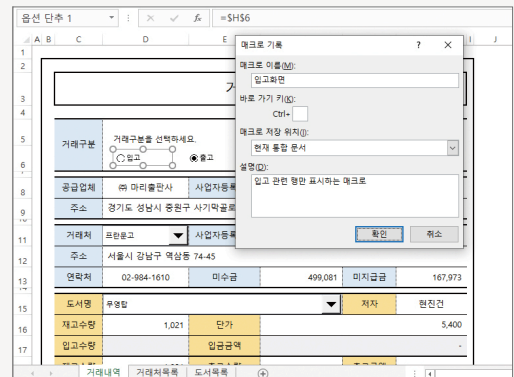 옵션 단추 1 fx =$H$6
A B C D E I J
1
2
3
4
5 거래구분 거래구분을 선택하세요.
6 입고 출고
8 공급업체 ㈜ 마리출판사 사업자등록
9 주소 경기도 성남시 중원구 사기막골로
11 거래처 프란문고 사업자등록
12 주소 서울시 강남구 역삼동 74-45
13 연락처 02-984-1610 미수금 499,081 미지급금 167,973
15 도서명 무영탑 저자 현진건
16 재고수량 1,021 단가 5,400
17 입고수량 입금금액 -
거래내역 거래처목록 도서목록
매크로 기록 ? ×
매크로 이름(M):
입고화면
바로 가기 키(K):
Ctrl+
매크로 저장 위치(I):
현재 통합 문서
설명(D):
입고 관련 행만 표시하는 매크로
확인 취소